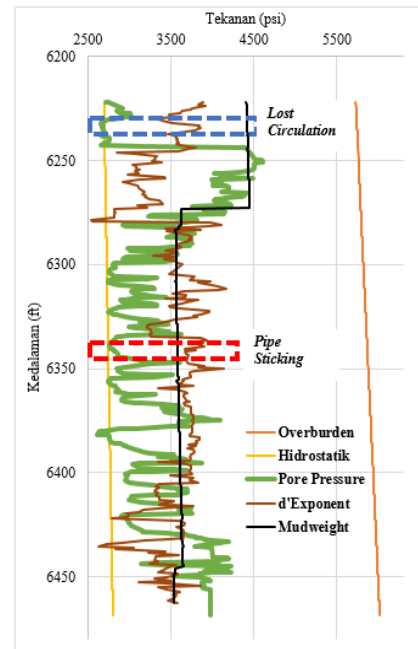 Tekanan (psi)
2500 3500 4500 5500
6200
Lost
Circulation
6250
6300
Kedalaman (ft)
Pipe
Sticking
6350
Overburden
Hidrostatik
6400
Pore Pressure
d'Exponent
Mudweight
6450